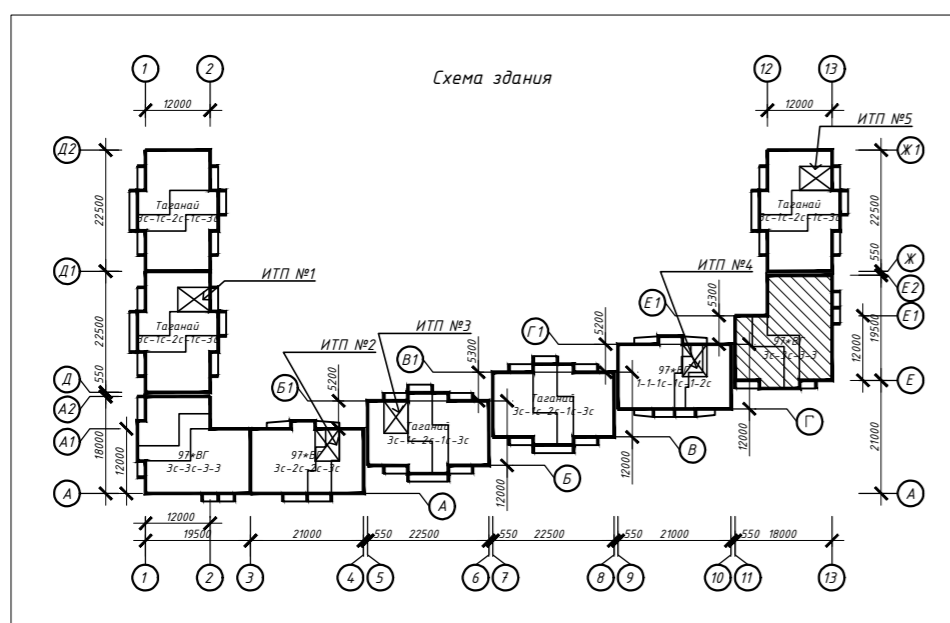 1 2 12 13
Схема здания
12000 12000
ИТП №5
Д2 Ж1
Таганай
3с-1с-2с-1с-3с
22500
Таганай
3с-1с-2с-1с-3с
22500
Д1 ИТП №1 ИТП №4 550 Ж
Е2
Таганай
3с-1с-2с-1с-3с
22500
ИТП №3 Г1 Е1 5300 Е1
ИТП №2 В1 5300 5200
97*ВГ
3с-3с-3-3
12000 19500
97*ВГ
1-1-1с-1с-1-2с
Д 550 Б1 5200 Е
А2
Таганай
3с-1с-2с-1с-3с
Таганай
3с-1с-2с-1с-3с
А1 12000 Г
18000 12000
97*ВГ
3с-3с-3-3
97*ВГ
3с-2с-2с-3с
12000 В
12000 Б
21000
А А А
12000
19500 21000 550 22500 550 22500 550 21000 550 18000
1 2 3 4 5 6 7 8 9 10 11 13